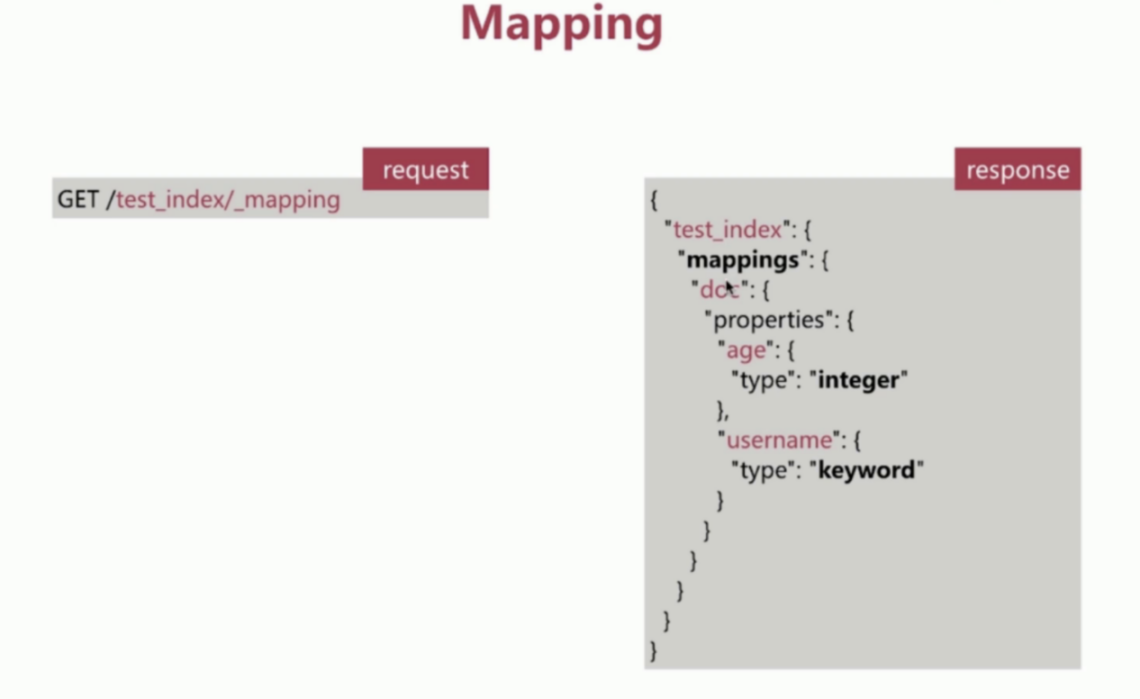 Mapping
request
GET /test_index/_mapping
response
{
"test_index": {
"mappings": {
"doc": {
"properties": {
"age": {
"type": "integer"
},
"username": {
"type": "keyword"
}
}
}
}
}
}